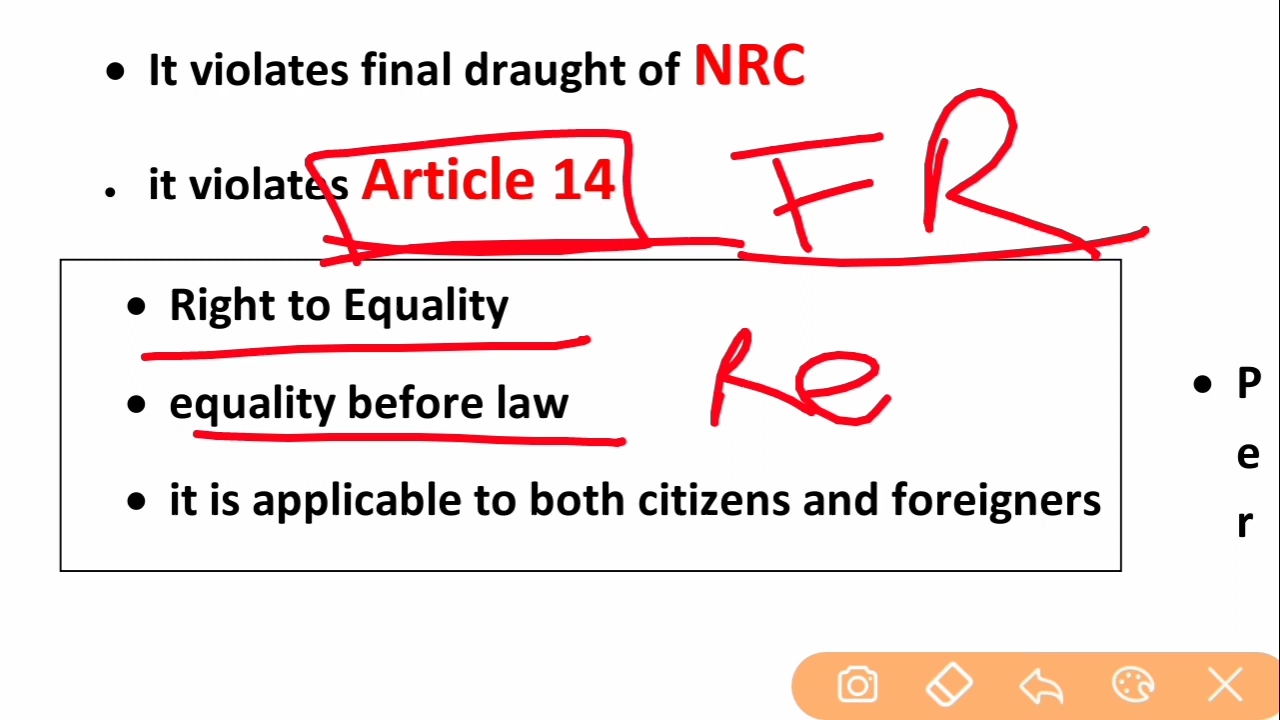 • It violates final draught of NRC
• it violates Article 14 FR
• Right to Equality
• equality before law Re
• it is applicable to both citizens and foreigners
• P
e
r